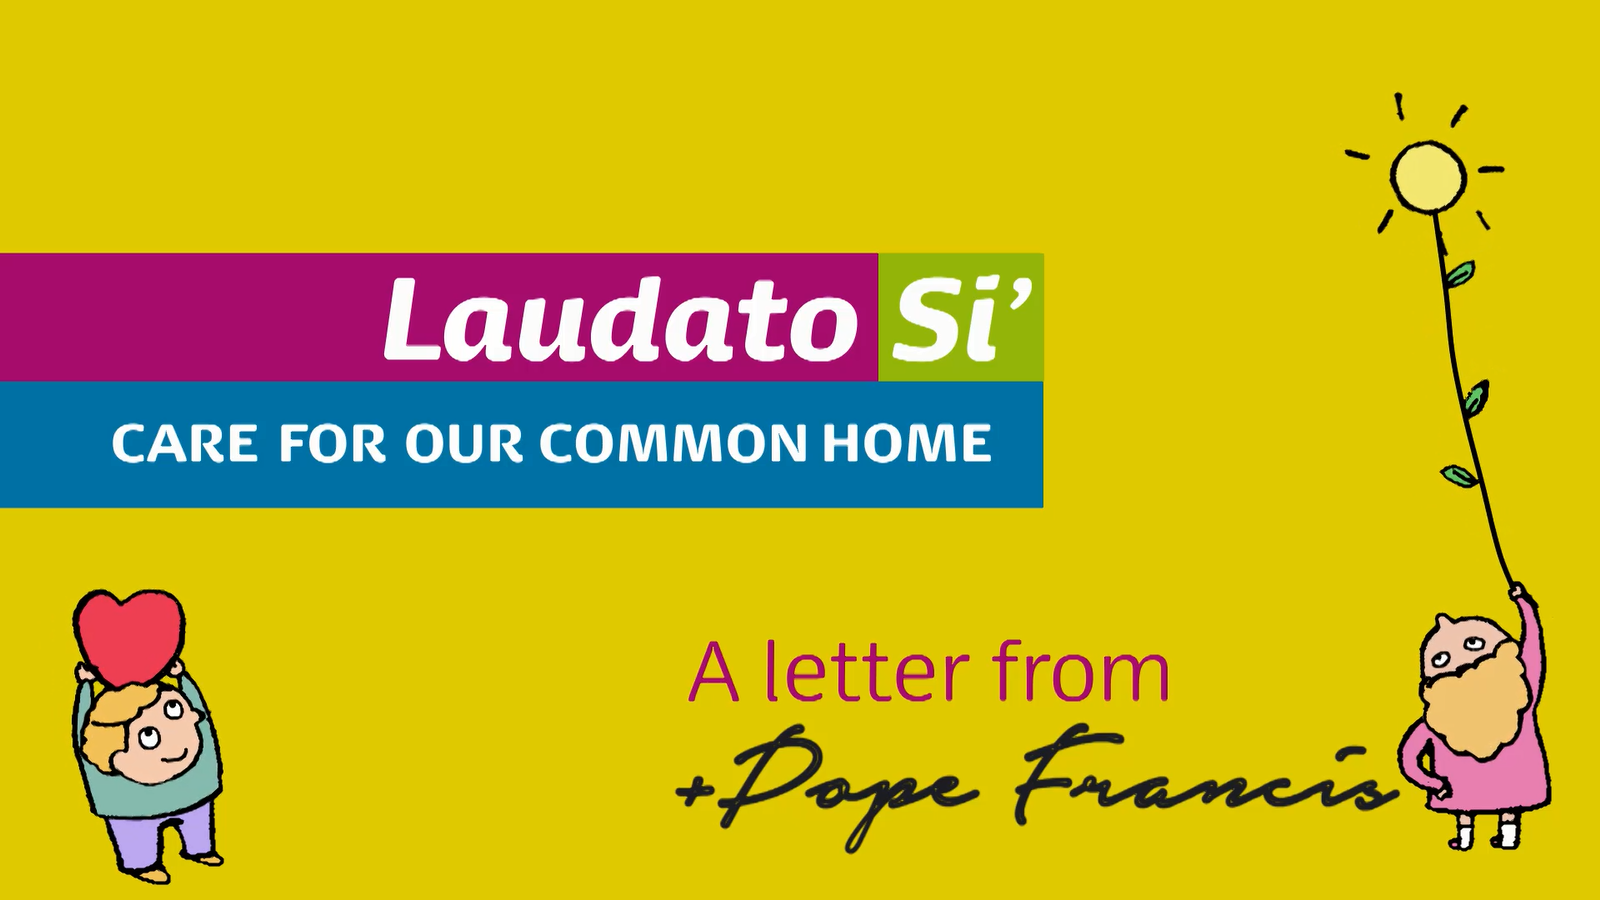 Laudato Si’
CARE FOR OUR COMMON HOME
A letter from
+Pope Francis